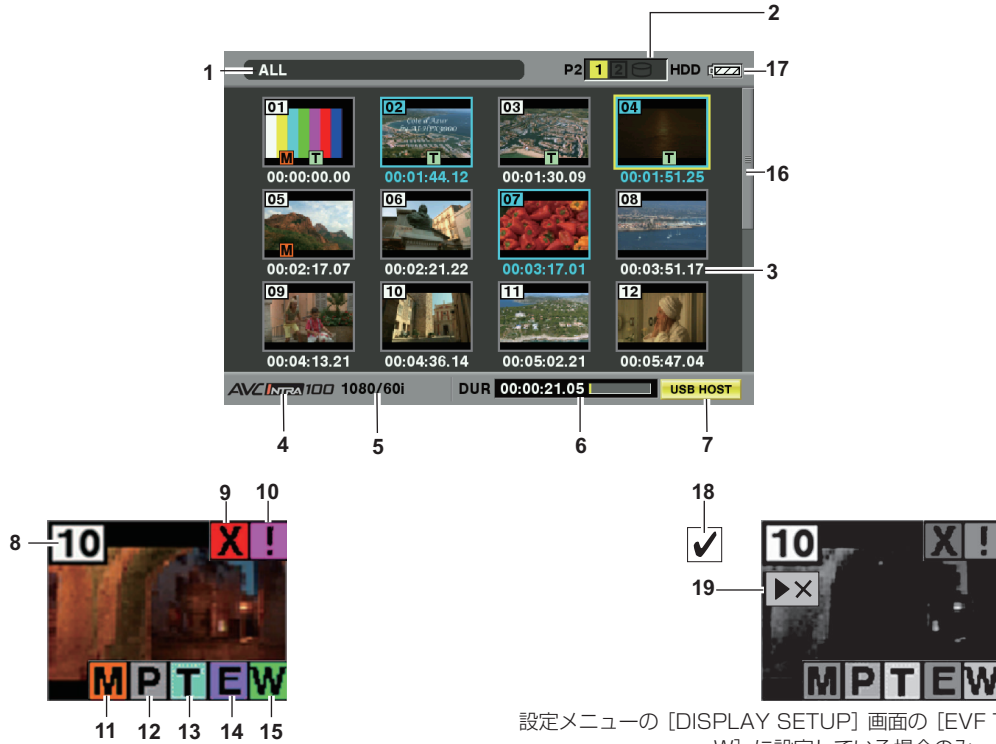 2
1 ALL P2 1 2 HDD 17
01 02 03 04
Côte d'Azur
M T T T T
00:00:00.00 00:01:44.12 00:01:30.09 00:01:51.25
16
05 06 07 08
M
00:02:17.07 00:02:21.22 00:03:17.01 00:03:51.17 3
09 10 11 12
00:04:13.21 00:04:36.14 00:05:02.21 00:05:47.04
AVC INTRA 100 1080/60i DUR 00:00:21.05 USB HOST
4 5 6 7
9 10 18
8 10 X ! ✓ 10 X !
19 ▶×
M P T E W M P T E W
11 12 13 14 15
設定メニューの［DISPLAY SETUP］画面の［EVF
W］に設定している場合のみ